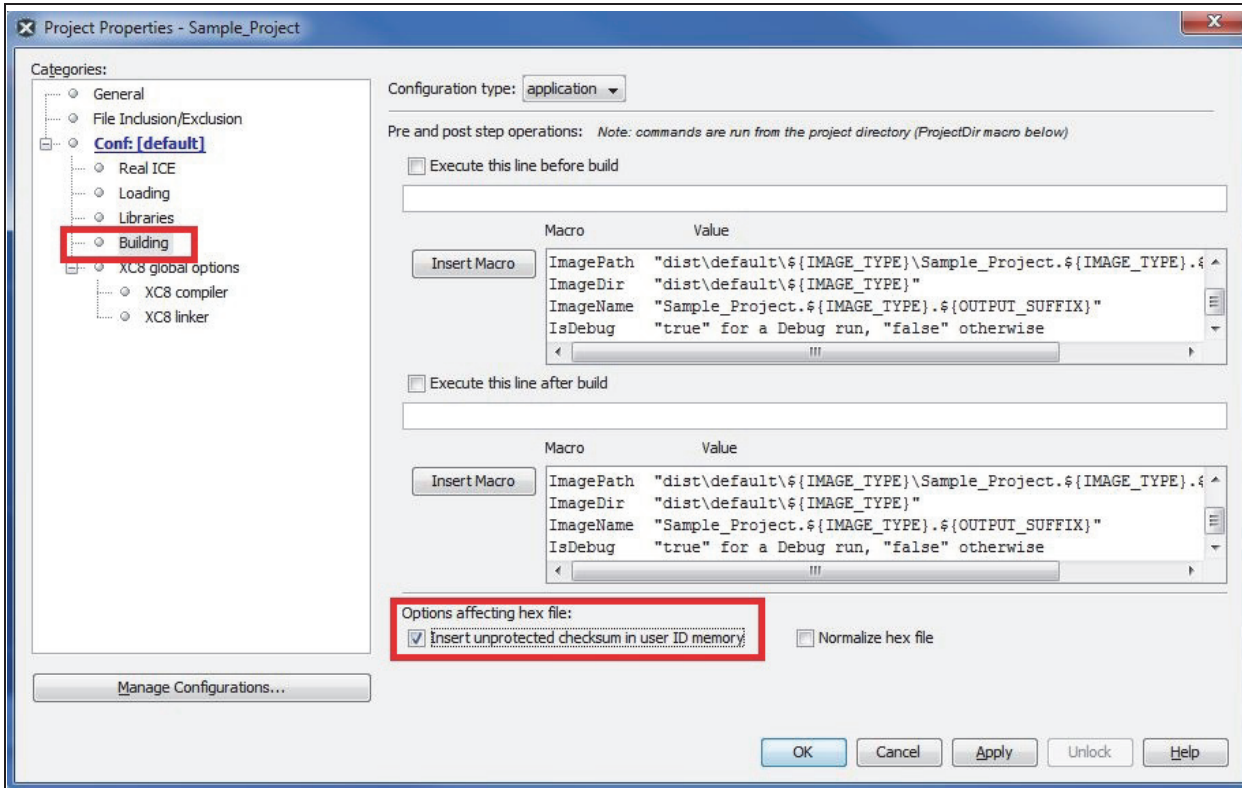 Project Properties - Sample_Project
Categories:
General
File Inclusion/Exclusion
Conf: [default]
Real ICE
Loading
Libraries
Building
XC8 global options
XC8 compiler
XC8 linker
Manage Configurations...
Configuration type: application
Pre and post step operations: Note: commands are run from the project directory (ProjectDir macro below)
Execute this line before build
Macro Value
Insert Macro
ImagePath "dist\default\${IMAGE_TYPE}\Sample_Project.${IMAGE_TYPE}.$
ImageDir "dist\default\${IMAGE_TYPE}"
ImageName "Sample_Project.${IMAGE_TYPE}.${OUTPUT_SUFFIX}"
IsDebug "true" for a Debug run, "false" otherwise
Execute this line after build
Macro Value
Insert Macro
ImagePath "dist\default\${IMAGE_TYPE}\Sample_Project.${IMAGE_TYPE}.$
ImageDir "dist\default\${IMAGE_TYPE}"
ImageName "Sample_Project.${IMAGE_TYPE}.${OUTPUT_SUFFIX}"
IsDebug "true" for a Debug run, "false" otherwise
Options affecting hex file:
Insert unprotected checksum in user ID memory Normalize hex file
OK Cancel Apply Unlock Help